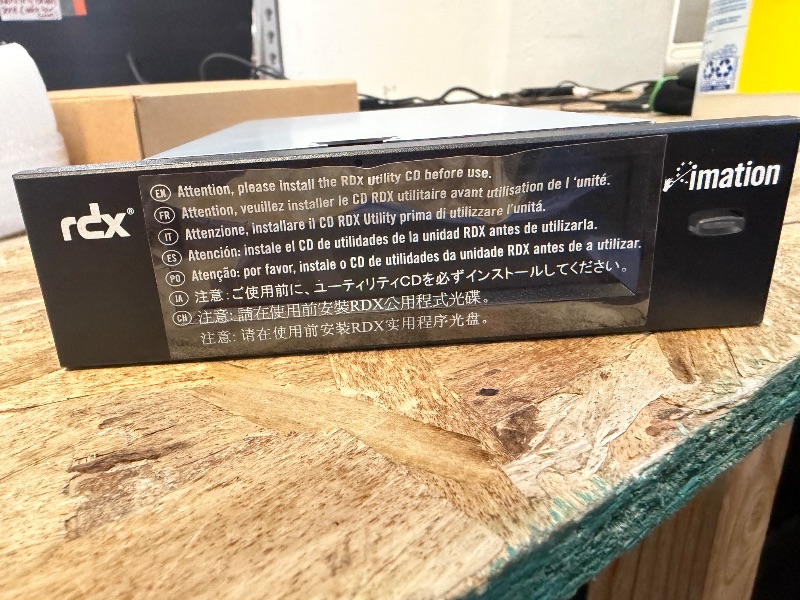 rdx®
imation
EN Attention, please install the RDX utility CD before use.
FR Attention, veuillez installer le CD RDX utilitaire avant utilisation de l 'unité.
IT Attenzione, installare il CD RDX Utility prima di utilizzare l'unitá.
ES Atención: instale el CD de utilidades de la unidad RDX antes de utilizarla.
PO Atenção: por favor, instale o CD de utilidades da unidade RDX antes de a utilizar.
JA 注意：ご使用前に、ユーティリティCDを必ずインストールしてください。
CH 注意: 請在使用前安裝RDX公用程式光碟。
注意: 请在使用前安装RDX实用程序光盘。